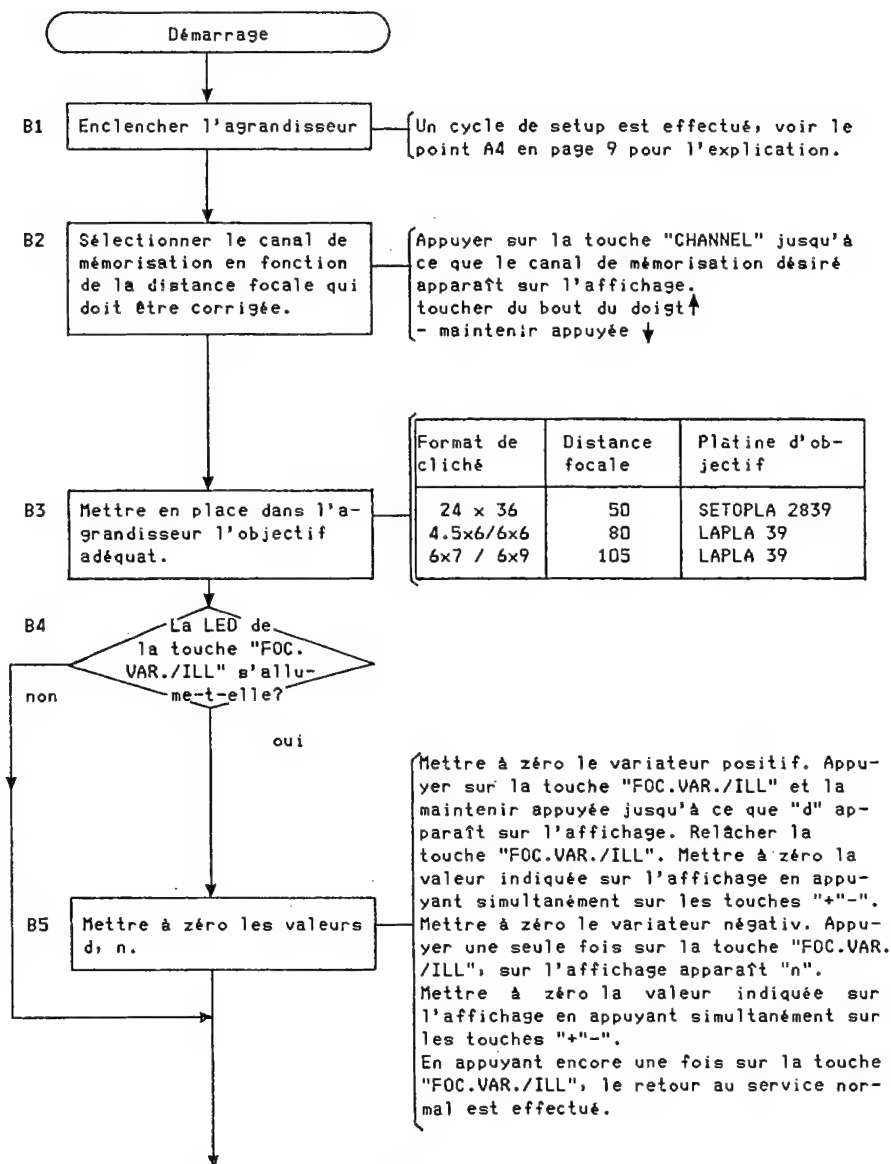 Démarrage
B1
Enclencher l'agrandisseur
Un cycle de setup est effectué, voir le
point A4 en page 9 pour l'explication.
B2
Sélectionner le canal de
mémorisation en fonction
de la distance focale qui
doit être corrigée.
Appuyer sur la touche "CHANNEL" jusqu'à
ce que le canal de mémorisation désiré
apparaît sur l'affichage.
toucher du bout du doigt↑
- maintenir appuyée ↓
B3
Mettre en place dans l'a-
grandisseur l'objectif
adéquat.
Format de Distance Platine d'ob-
cliché focale jectif
24 x 36 50 SETOPLA 2839
4.5x6/6x6 80 LAPLA 39
6x7 / 6x9 105 LAPLA 39
B4
La LED de
la touche "FOC.
VAR./ILL" s'allu-
me-t-elle?
non
oui
B5
Mettre à zéro les valeurs
d, n.
Mettre à zéro le variateur positif. Appu-
yer sur la touche "FOC.VAR./ILL" et la
maintenir appuyée jusqu'à ce que "d" ap-
paraît sur l'affichage. Relâcher la
touche "FOC.VAR./ILL". Mettre à zéro la
valeur indiquée sur l'affichage en appu-
yant simultanément sur les touches "+"-".
Mettre à zéro le variateur négativ. Appu-
yer une seule fois sur la touche "FOC.VAR.
/ILL", sur l'affichage apparaît "n".
Mettre à zéro la valeur indiquée sur
l'affichage en appuyant simultanément sur
les touches "+"-".
En appuyant encore une fois sur la touche
"FOC.VAR./ILL", le retour au service nor-
mal est effectué.